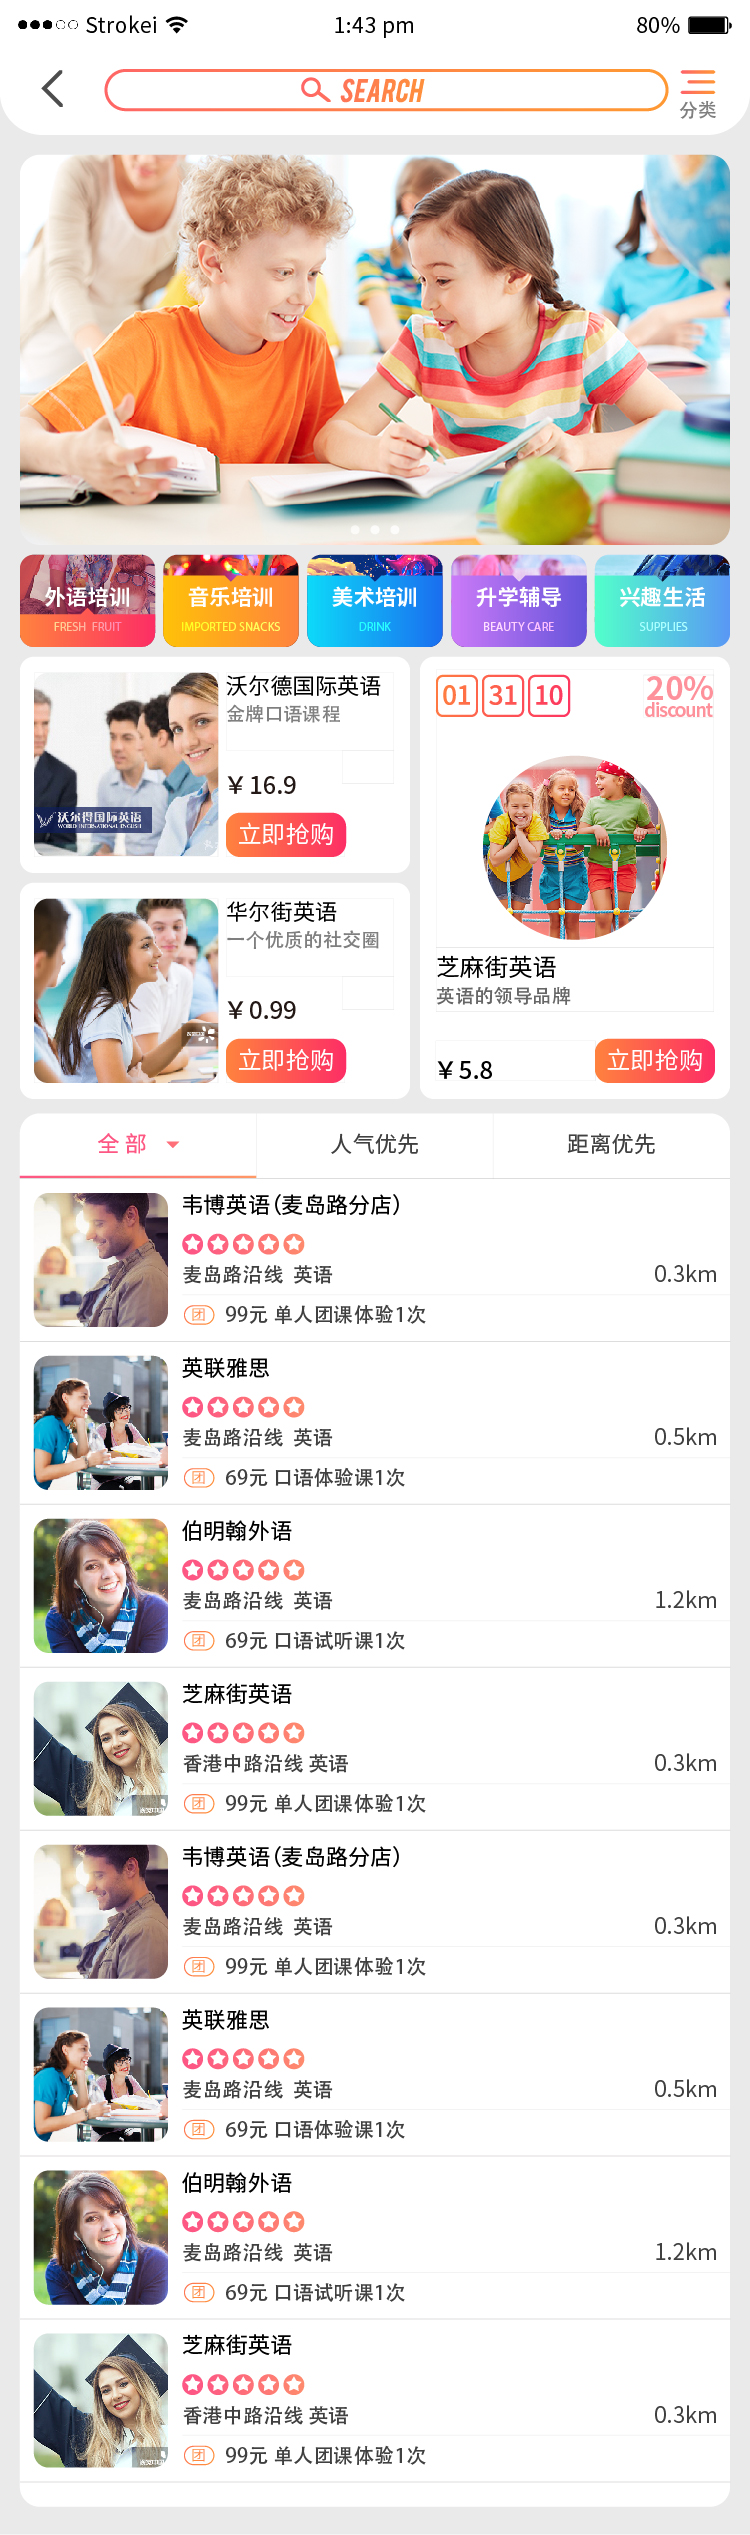 Strokei
1:43 pm
80%
SEARCH
分类
外语培训
FRESH FRUIT
音乐培训
IMPORTED SNACKS
美术培训
DRINK
升学辅导
BEAUTY CARE
兴趣生活
SUPPLIES
沃尔德国际英语
金牌口语课程
沃尔得国际英语
WORLD INTERNATIONAL ENGLISH
¥16.9
立即抢购
01 31 10
20%
discount
芝麻街英语
英语的领导品牌
¥5.8
立即抢购
华尔街英语
一个优质的社交圈
¥0.99
立即抢购
全部
人气优先
距离优先
韦博英语(麦岛路分店)
麦岛路沿线 英语
0.3km
团 99元 单人团课体验1次
英联雅思
麦岛路沿线 英语
0.5km
团 69元 口语体验课1次
伯明翰外语
麦岛路沿线 英语
1.2km
团 69元 口语试听课1次
芝麻街英语
香港中路沿线 英语
0.3km
团 99元 单人团课体验1次
韦博英语(麦岛路分店)
麦岛路沿线 英语
0.3km
团 99元 单人团课体验1次
英联雅思
麦岛路沿线 英语
0.5km
团 69元 口语体验课1次
伯明翰外语
麦岛路沿线 英语
1.2km
团 69元 口语试听课1次
芝麻街英语
香港中路沿线 英语
0.3km
团 99元 单人团课体验1次